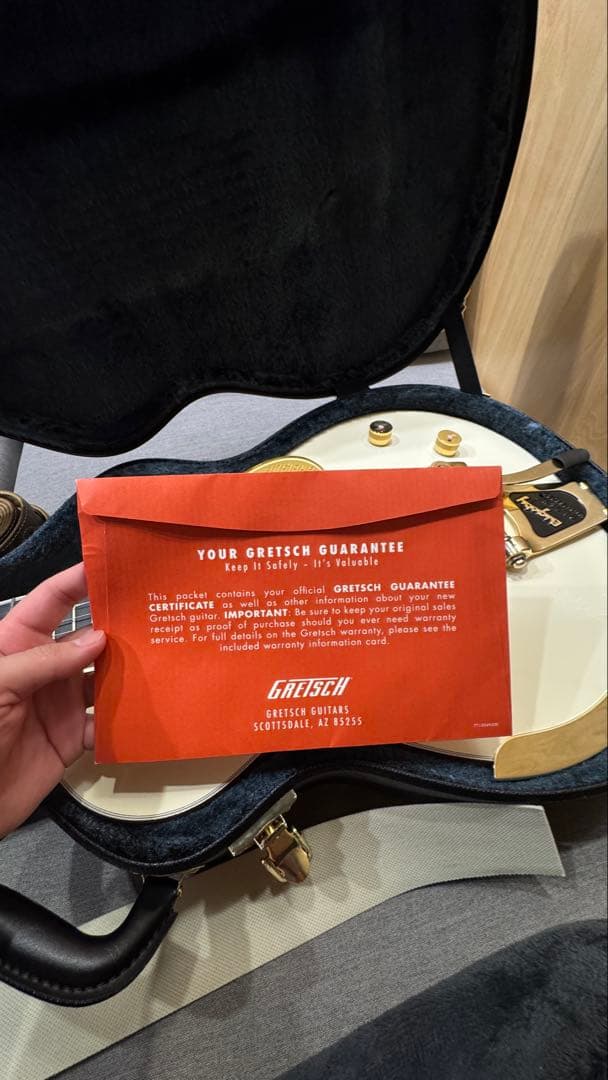 Bigsby
YOUR GRETSCH GUARANTEE
Keep It Safely - It's Valuable
This packet contains your official GRETSCH GUARANTEE
CERTIFICATE as well as other information about your new
Gretsch guitar. IMPORTANT: Be sure to keep your original sales
receipt as proof of purchase should you ever need warranty
service. For full details on the Gretsch warranty, please see the
included warranty information card.
GRETSCH
GRETSCH GUITARS
SCOTTSDALE, AZ 85255